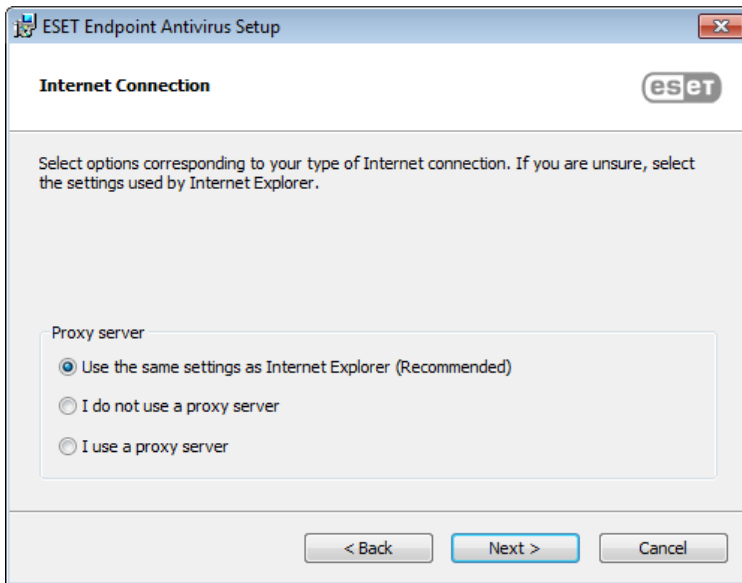 ESET Endpoint Antivirus Setup
Internet Connection
eseT
Select options corresponding to your type of Internet connection. If you are unsure, select
the settings used by Internet Explorer.
Proxy server
Use the same settings as Internet Explorer (Recommended)
I do not use a proxy server
I use a proxy server
< Back Next > Cancel